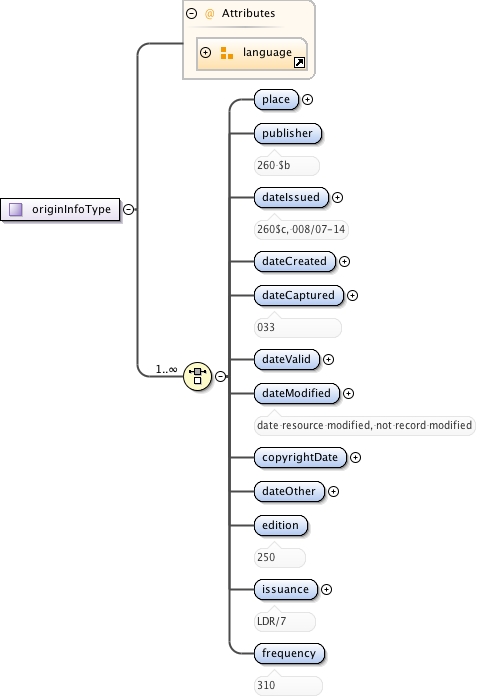 @ Attributes
language
place
publisher
260 $b
dateIssued
260$c, 008/07-14
originInfoType
dateCreated
dateCaptured
033
dateValid
1..∞
dateModified
date resource modified, not record modified
copyrightDate
dateOther
edition
250
issuance
LDR/7
frequency
310